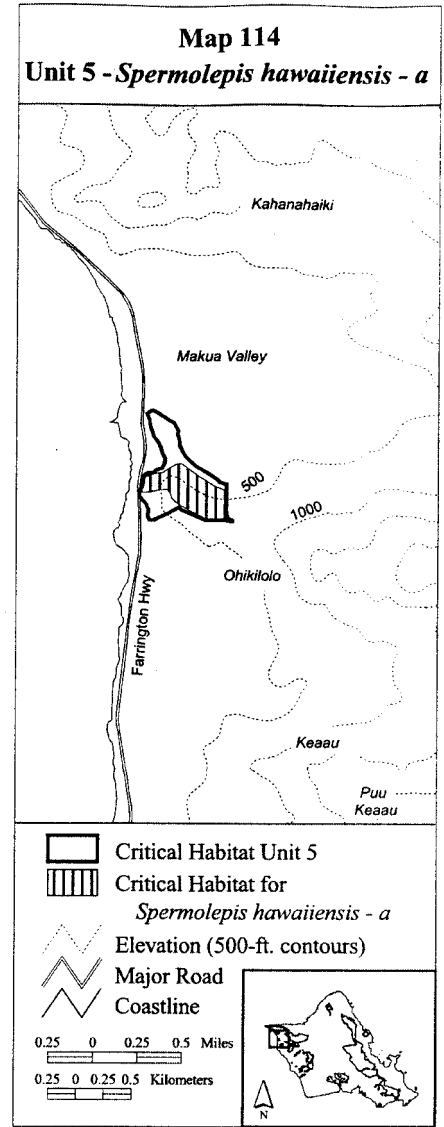 Map 114
Unit 5 - Spermolepis hawaiiensis - a
Kahanahaiki
Makua Valley
500
1000
Ohikilolo
Farrington Hwy
Keaau
Puu
Keaau
Critical Habitat Unit 5
Critical Habitat for
Spermolepis hawaiiensis - a
Elevation (500-ft. contours)
Major Road
Coastline
0.25 0 0.25 0.5 Miles
0.25 0 0.25 0.5 Kilometers
N